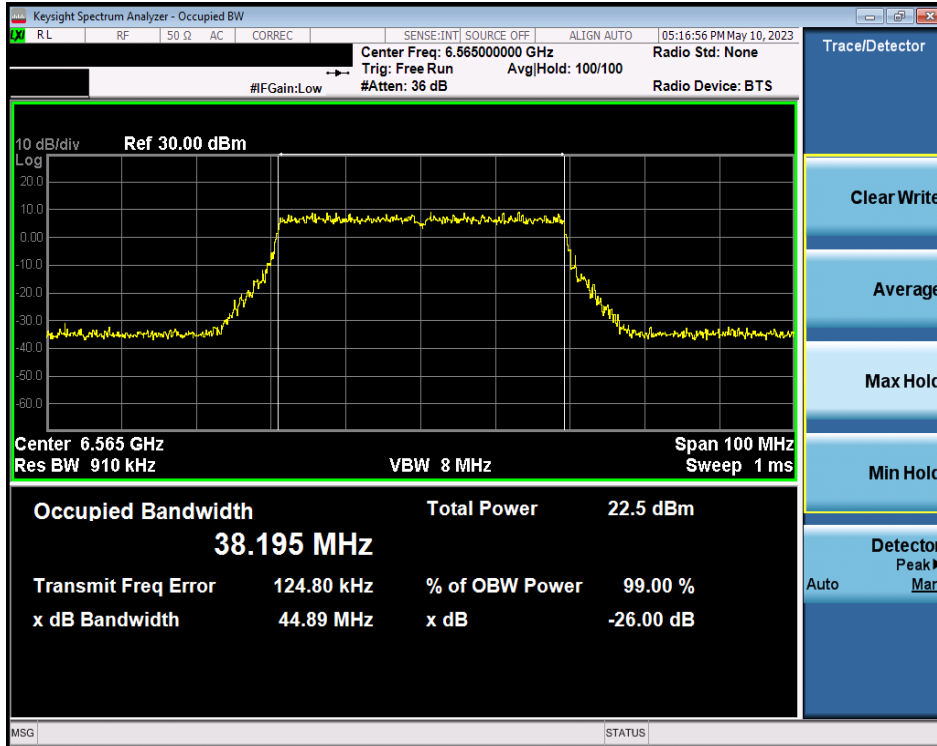 Keysight Spectrum Analyzer - Occupied BW
LXI RL RF 50 Ω AC CORREC SENSE:INT SOURCE OFF ALIGN AUTO 05:16:56 PM May 10, 2023
Center Freq: 6.565000000 GHz Radio Std: None
Trig: Free Run Avg|Hold: 100/100
#IFGain:Low #Atten: 36 dB Radio Device: BTS
Trace/Detector
10 dB/div Ref 30.00 dBm
Log
20.0
10.0
0.00
-10.0
-20.0
-30.0
-40.0
-50.0
-60.0
Center 6.565 GHz Span 100 MHz
Res BW 910 kHz VBW 8 MHz Sweep 1 ms
Occupied Bandwidth Total Power 22.5 dBm
38.195 MHz
Transmit Freq Error 124.80 kHz % of OBW Power 99.00 %
x dB Bandwidth 44.89 MHz x dB -26.00 dB
Clear Write
Average
Max Hold
Min Hold
Detector
Peak
Auto Man
MSG STATUS